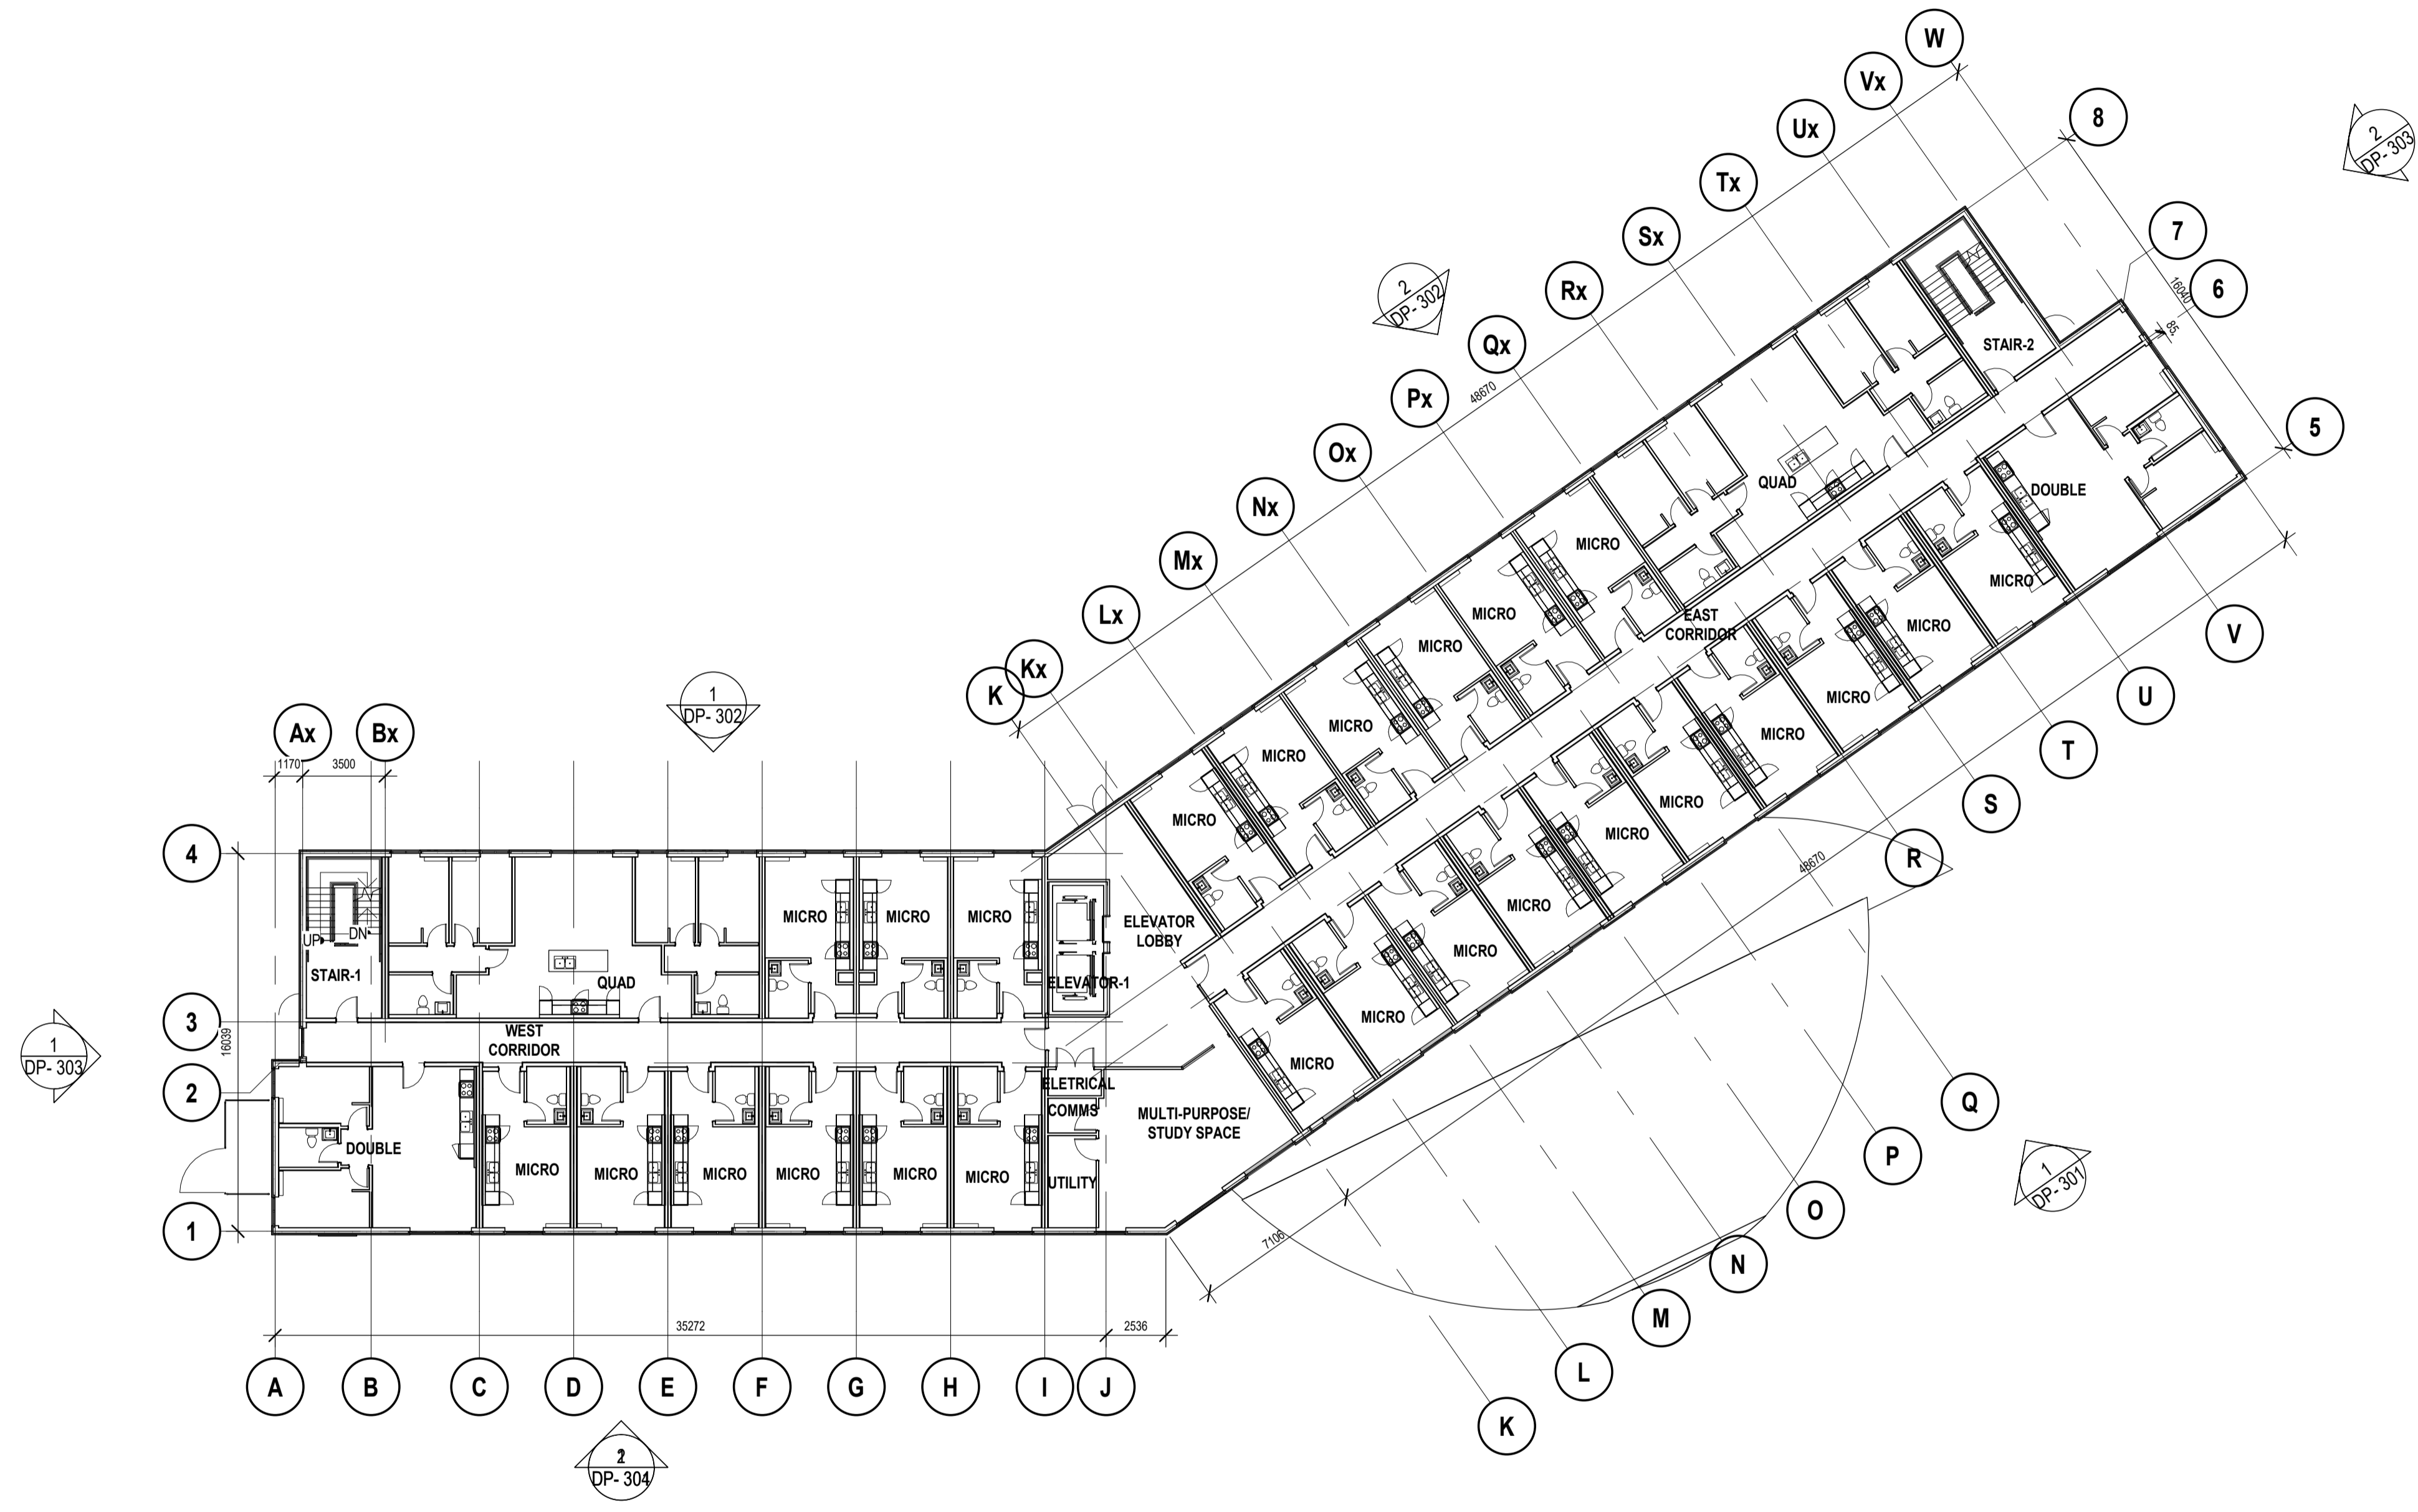 W
Vx
8
Ux
2
DP- 303
Tx
7
Sx
16040
6
2
DP- 302
Rx
85
Qx
STAIR-2
Px
48670
5
Ox
QUAD
DOUBLE
Nx
MICRO
Mx
MICRO
MICRO
Lx
EAST
CORRIDOR
MICRO
V
MICRO
Kx
K
1
DP- 302
MICRO
U
MICRO
MICRO
Ax
Bx
MICRO
T
1170
3500
MICRO
S
MICRO
MICRO
4
R
48670
MICRO
MICRO
MICRO
MICRO
MICRO
ELEVATOR
LOBBY
MICRO
UP
DN
STAIR-1
QUAD
ELEVATOR-1
3
16039
WEST
CORRIDOR
MICRO
1
DP- 303
MICRO
2
ELETRICAL
COMMS
MULTI-PURPOSE/
STUDY SPACE
Q
DOUBLE
MICRO
MICRO
MICRO
MICRO
MICRO
MICRO
UTILITY
P
1
DP- 301
1
O
7106
N
35272
2536
M
A
B
C
D
E
F
G
H
I
J
L
K
DP- 304